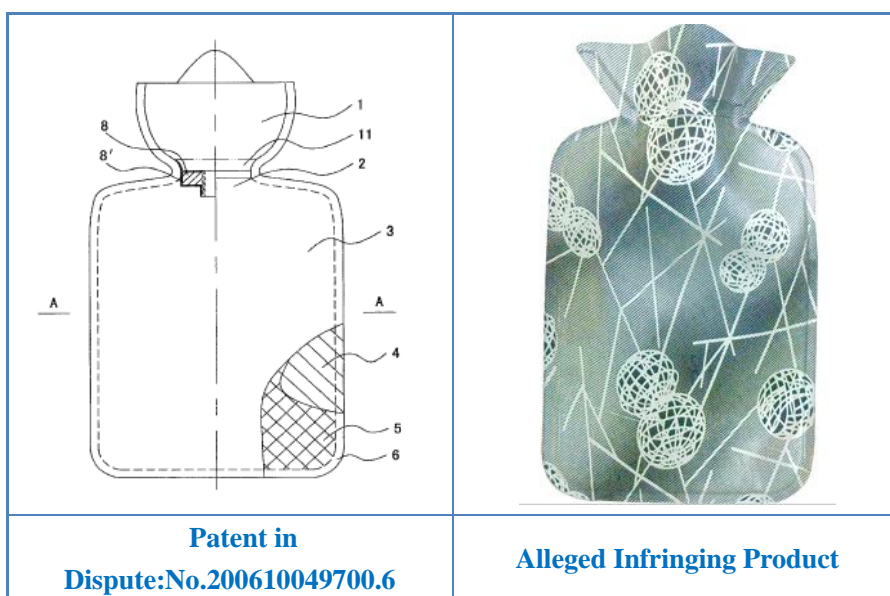 1
8
11
8'
2
3
A
A
4
5
6
Patent in
Dispute:No.200610049700.6
Alleged Infringing Product